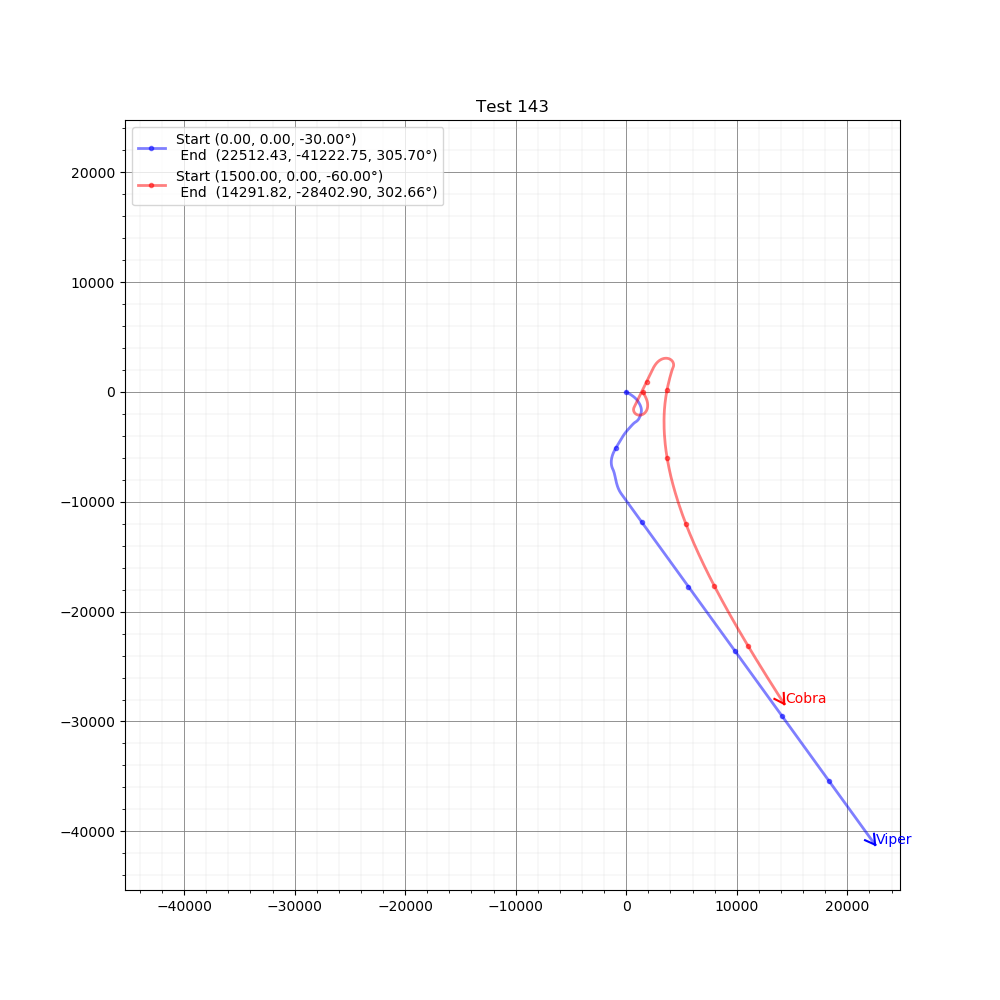 Test 143
Start (0.00, 0.00, -30.00°)
End  (22512.43, -41222.75, 305.70°)
Start (1500.00, 0.00, -60.00°)
End  (14291.82, -28402.90, 302.66°)
20000
10000
0
−10000
−20000
−30000
−40000
Cobra
Viper
−40000
−30000
−20000
−10000
0
10000
20000